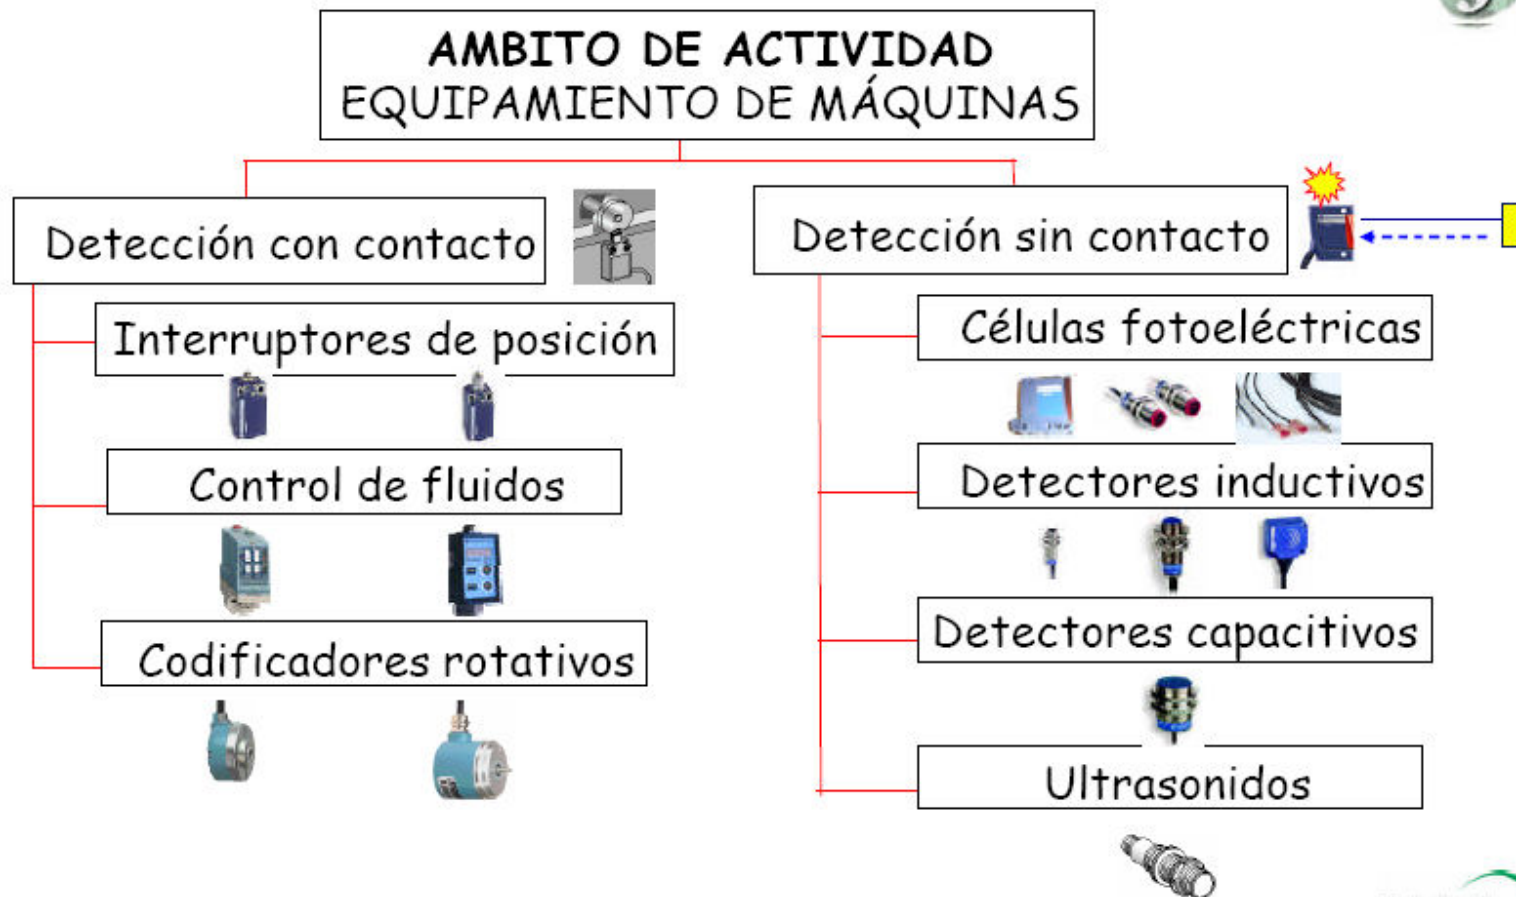 AMBITO DE ACTIVIDAD
EQUIPAMIENTO DE MÁQUINAS
Detección con contacto
Interruptores de posición
Control de fluidos
Codificadores rotativos
Detección sin contacto
Células fotoeléctricas
Detectores inductivos
Detectores capacitivos
Ultrasonidos